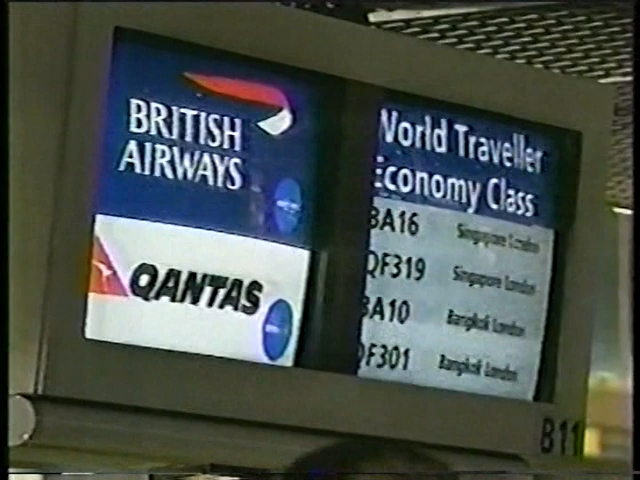 BRITISH
AIRWAYS
QANTAS
World Traveller
Economy Class
BA16 Singapore London
QF319 Singapore London
BA10 Bangkok London
QF301 Bangkok London
B11